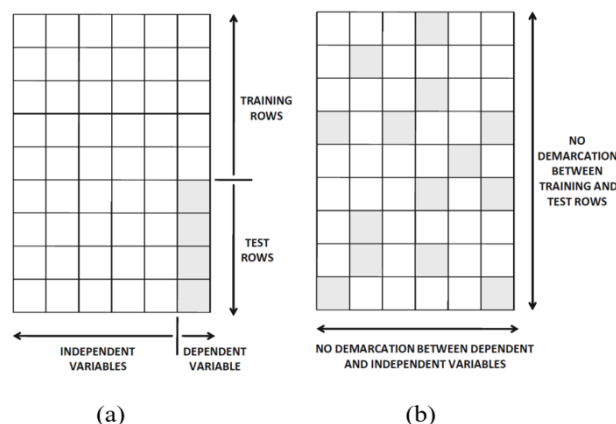 TRAINING
ROWS
TEST
ROWS
INDEPENDENT
VARIABLES
DEPENDENT
VARIABLE
(a)
NO
DEMARCATION
BETWEEN
TRAINING AND
TEST ROWS
NO DEMARCATION BETWEEN DEPENDENT
AND INDEPENDENT VARIABLES
(b)